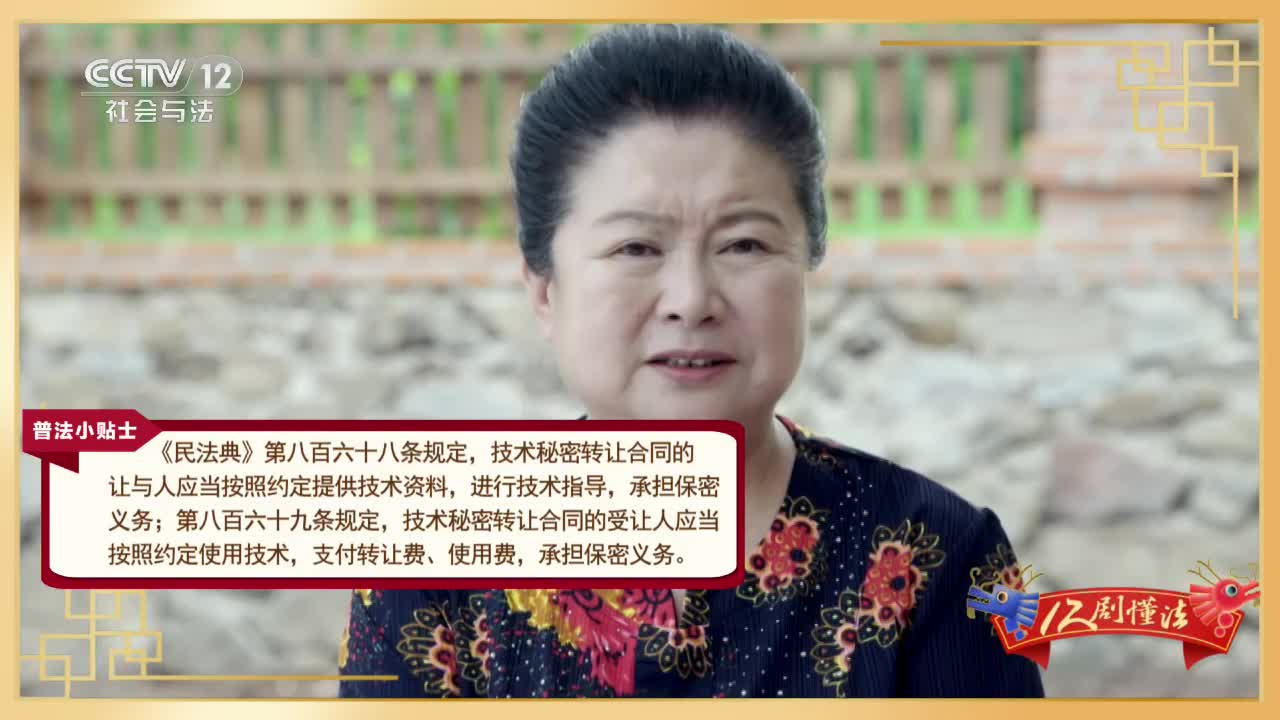 CCTV 12
社会与法
普法小贴士
《民法典》第八百六十八条规定，技术秘密转让合同的
让与人应当按照约定提供技术资料，进行技术指导，承担保密
义务；第八百六十九条规定，技术秘密转让合同的受让人应当
按照约定使用技术，支付转让费、使用费，承担保密义务。
12剧懂法